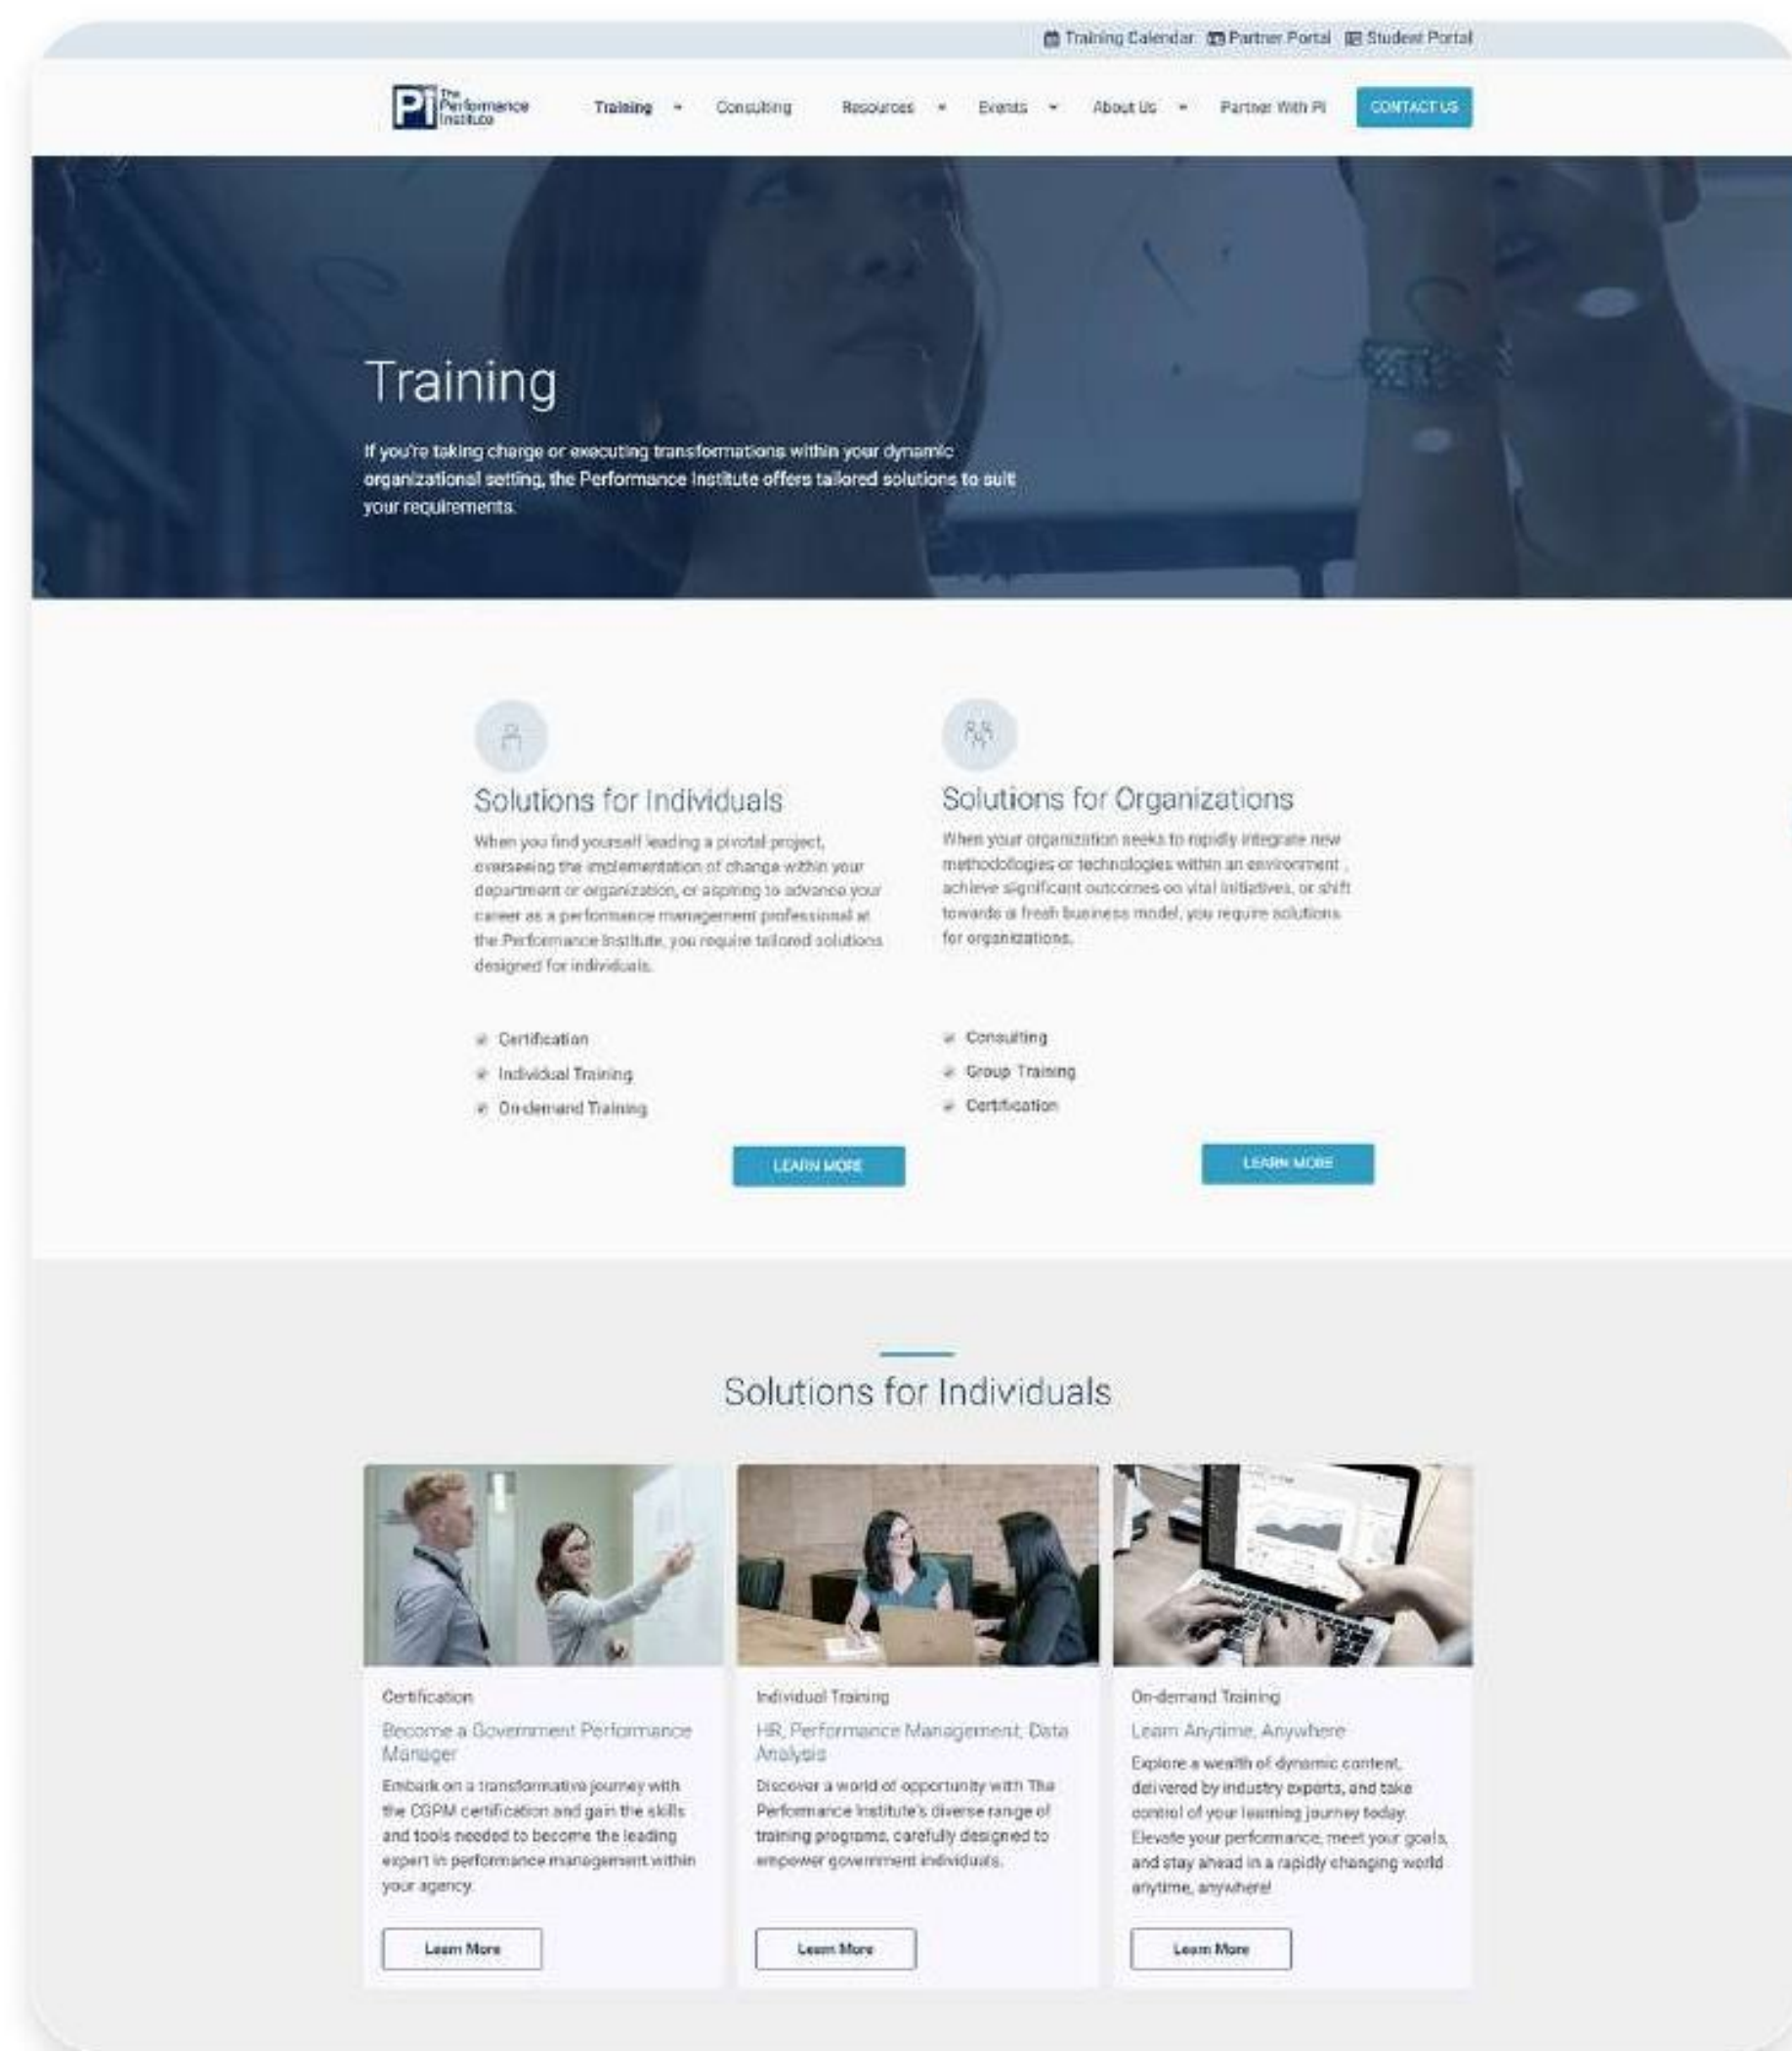 Training Calendar Partner Portal Student Portal
Pi The Performance Institute
Training Consulting Resources Events About Us Partner With PI CONTACT US
Training
If you're taking charge or executing transformations within your dynamic
organizational setting, the Performance Institute offers tailored solutions to suit
your requirements.
Solutions for Individuals
When you find yourself leading a pivotal project,
overseeing the implementation of change within your
department or organization, or aspiring to advance your
career as a performance management professional at
the Performance Institute, you require tailored solutions
designed for individuals.
Certification
Individual Training
On-demand Training
LEARN MORE
Solutions for Organizations
When your organization seeks to rapidly integrate new
methodologies or technologies within an environment ,
achieve significant outcomes on vital initiatives, or shift
towards a fresh business model, you require solutions
for organizations.
Consulting
Group Training
Certification
LEARN MORE
Solutions for Individuals
Certification
Become a Government Performance
Manager
Embark on a transformative journey with
the CGPM certification and gain the skills
and tools needed to become the leading
expert in performance management within
your agency.
Learn More
Individual Training
HR, Performance Management, Data
Analysis
Discover a world of opportunity with The
Performance Institute's diverse range of
training programs, carefully designed to
empower government individuals.
Learn More
On-demand Training
Learn Anytime, Anywhere
Explore a wealth of dynamic content,
delivered by industry experts, and take
control of your learning journey today.
Elevate your performance, meet your goals,
and stay ahead in a rapidly changing world
anytime, anywhere!
Learn More